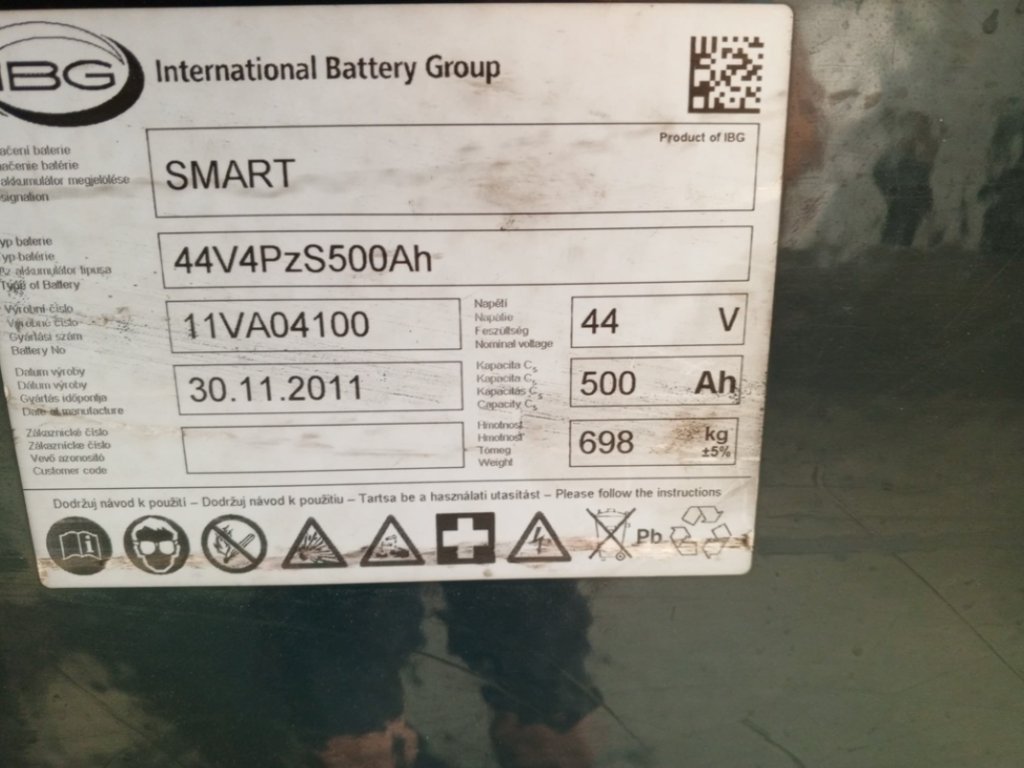 IBG International Battery Group
Product of IBG
SMART
ačení baterie
ačenie batérie
akkumulátor megjelölése
signation
yp baterie
yp batérie
Az akkumulátor típusa
Type of Battery
44V4PzS500Ah
Výrobní číslo
Výrobné číslo
Gyártási szám
Battery No
11VA04100
Napětí
Napätie
Feszültség
Nominal voltage
44 V
Datum výroby
Dátum výroby
Gyártás időpontja
Date of manufacture
30.11.2011
Kapacita C5
Kapacita C5
Kapacitás C5
Capacity C5
500 Ah
Zákaznické číslo
Zákaznícke číslo
Vevő azonosító
Customer code
Hmotnost
Hmotnosť
Tömeg
Weight
698 kg
±5%
Dodržuj návod k použití – Dodržuj návod k použitiu – Tartsa be a használati utasítást – Please follow the instructions
Pb